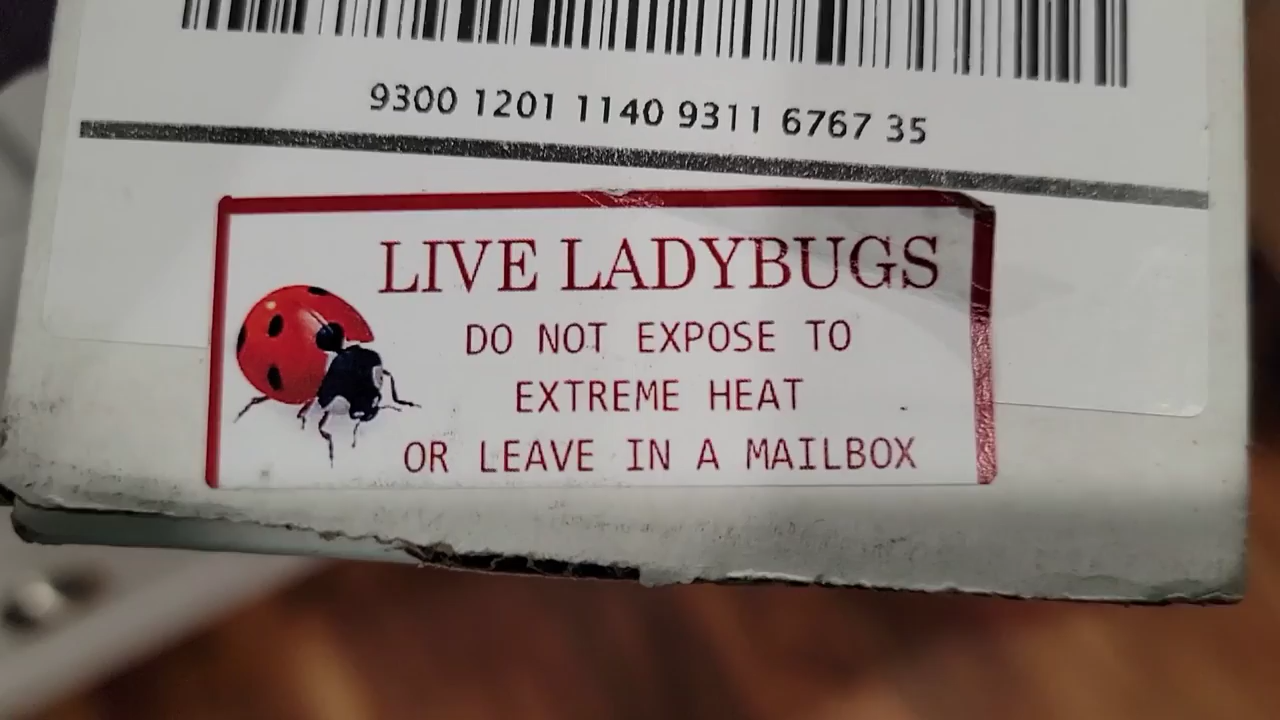 9300 1201 1140 9311 6767 35
LIVE LADYBUGS
DO NOT EXPOSE TO
EXTREME HEAT
OR LEAVE IN A MAILBOX